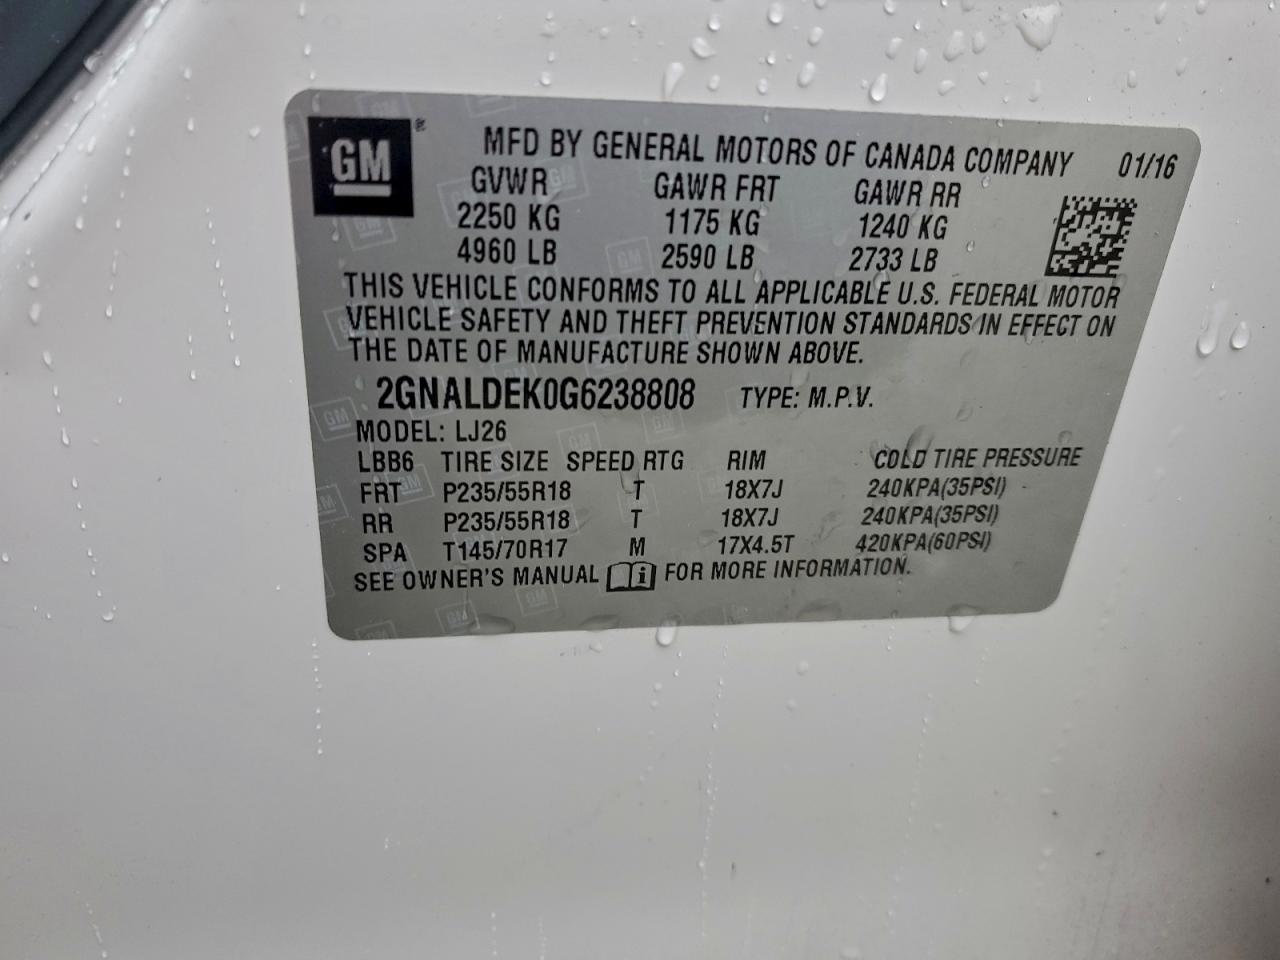 GM ®
MFD BY GENERAL MOTORS OF CANADA COMPANY 01/16
GVWR GAWR FRT GAWR RR
2250 KG 1175 KG 1240 KG
4960 LB 2590 LB 2733 LB
THIS VEHICLE CONFORMS TO ALL APPLICABLE U.S. FEDERAL MOTOR
VEHICLE SAFETY AND THEFT PREVENTION STANDARDS IN EFFECT ON
THE DATE OF MANUFACTURE SHOWN ABOVE.
2GNALDEK0G6238808 TYPE: M.P.V.
MODEL: LJ26
LBB6 TIRE SIZE SPEED RTG RIM COLD TIRE PRESSURE
FRT P235/55R18 T 18X7J 240KPA(35PSI)
RR P235/55R18 T 18X7J 240KPA(35PSI)
SPA T145/70R17 M 17X4.5T 420KPA(60PSI)
SEE OWNER'S MANUAL i FOR MORE INFORMATION.